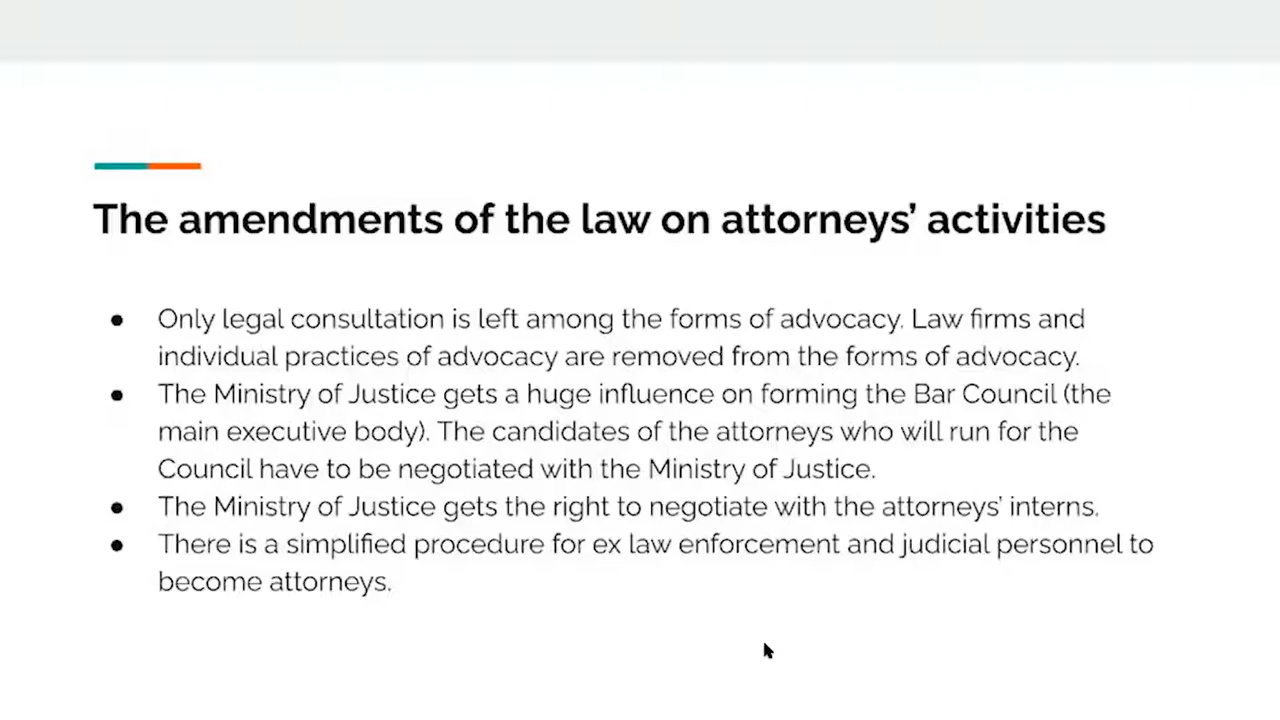 The amendments of the law on attorneys’ activities
● Only legal consultation is left among the forms of advocacy. Law firms and
individual practices of advocacy are removed from the forms of advocacy.
● The Ministry of Justice gets a huge influence on forming the Bar Council (the
main executive body). The candidates of the attorneys who will run for the
Council have to be negotiated with the Ministry of Justice.
● The Ministry of Justice gets the right to negotiate with the attorneys’ interns.
● There is a simplified procedure for ex law enforcement and judicial personnel to
become attorneys.